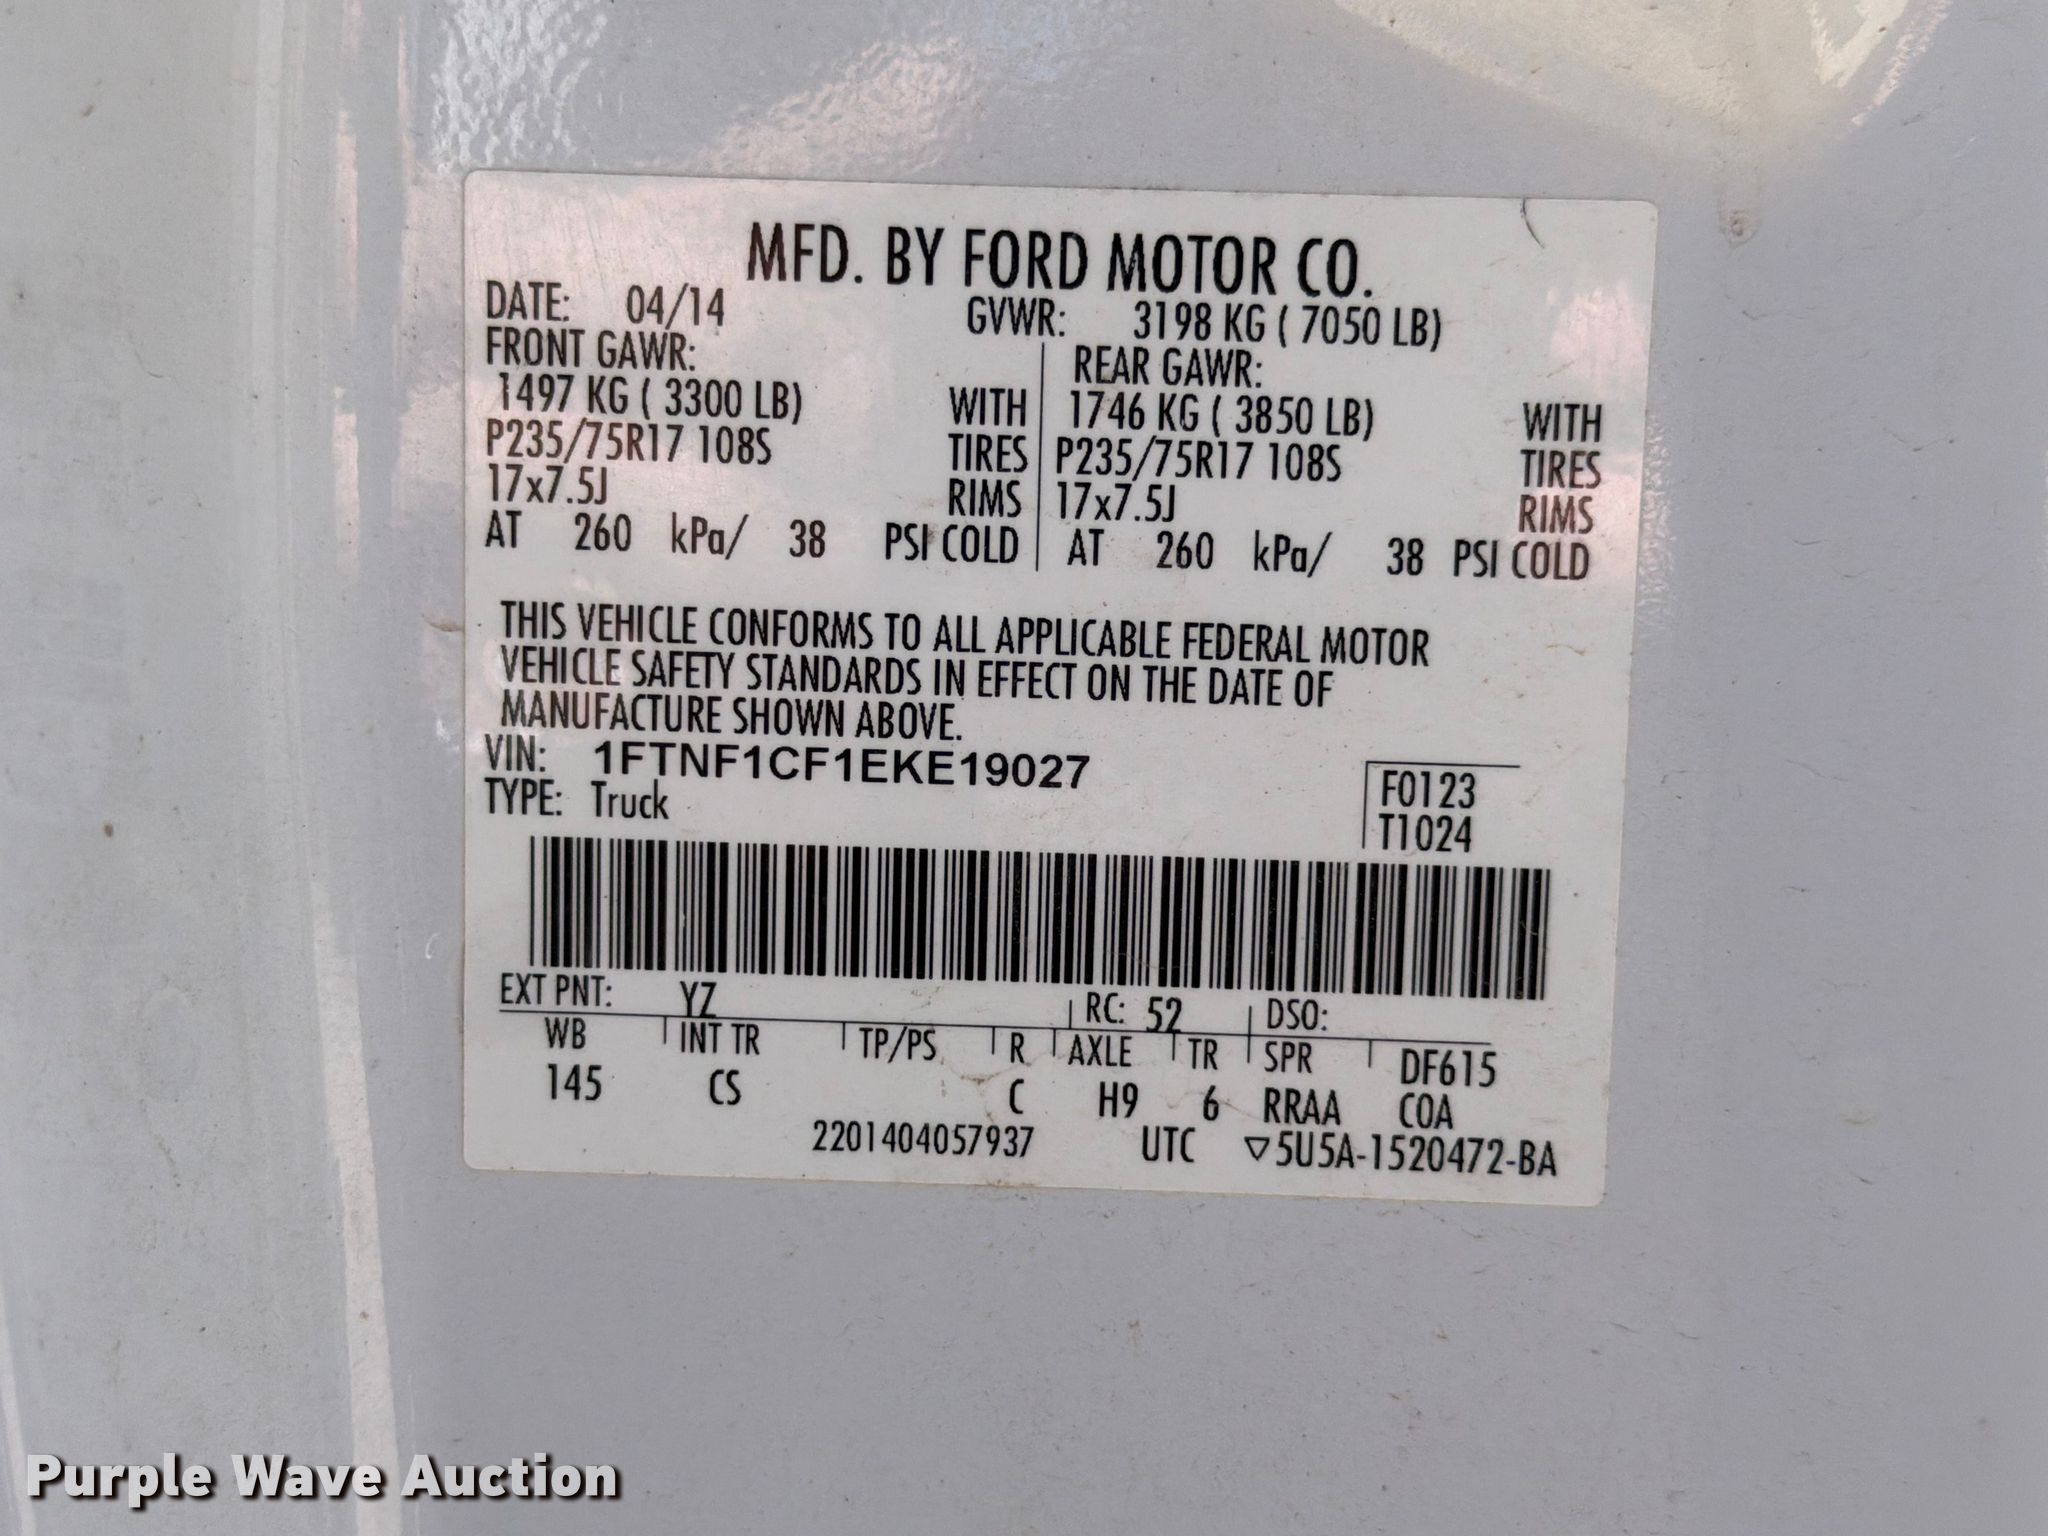 MFD. BY FORD MOTOR CO.
DATE: 04/14 GVWR: 3198 KG ( 7050 LB)
FRONT GAWR: REAR GAWR:
1497 KG ( 3300 LB) WITH 1746 KG ( 3850 LB) WITH
P235/75R17 108S TIRES P235/75R17 108S TIRES
17x7.5J RIMS 17x7.5J RIMS
AT 260 kPa/ 38 PSI COLD AT 260 kPa/ 38 PSI COLD
THIS VEHICLE CONFORMS TO ALL APPLICABLE FEDERAL MOTOR
VEHICLE SAFETY STANDARDS IN EFFECT ON THE DATE OF
MANUFACTURE SHOWN ABOVE.
VIN: 1FTNF1CF1EKE19027
TYPE: Truck
F0123
T1024
EXT PNT: YZ RC: 52 DSO:
WB INT TR TP/PS R AXLE TR SPR DF615
145 CS C H9 6 RRAA COA
2201404057937 UTC ▽5U5A-1520472-BA
Purple Wave Auction